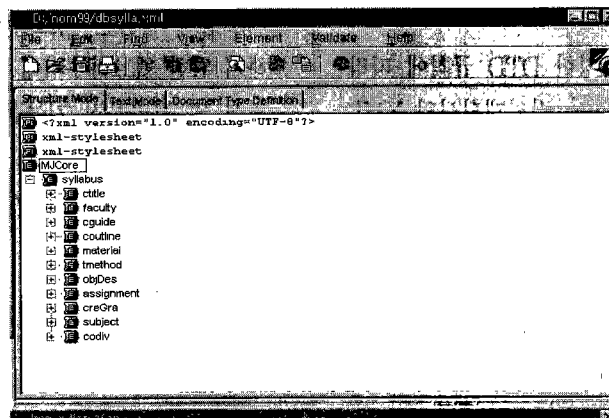 D:/nom99/dbsylla.xml
File Edit Find View Element Validate Help
Structure Mode Text Mode Document Type Definition
<?xml version="1.0" encoding="UTF-8"?>
xml-stylesheet
xml-stylesheet
MJCore
syllabus
ctitle
faculty
cguide
coutline
material
tmethod
objDes
assignment
creGra
subject
codiv